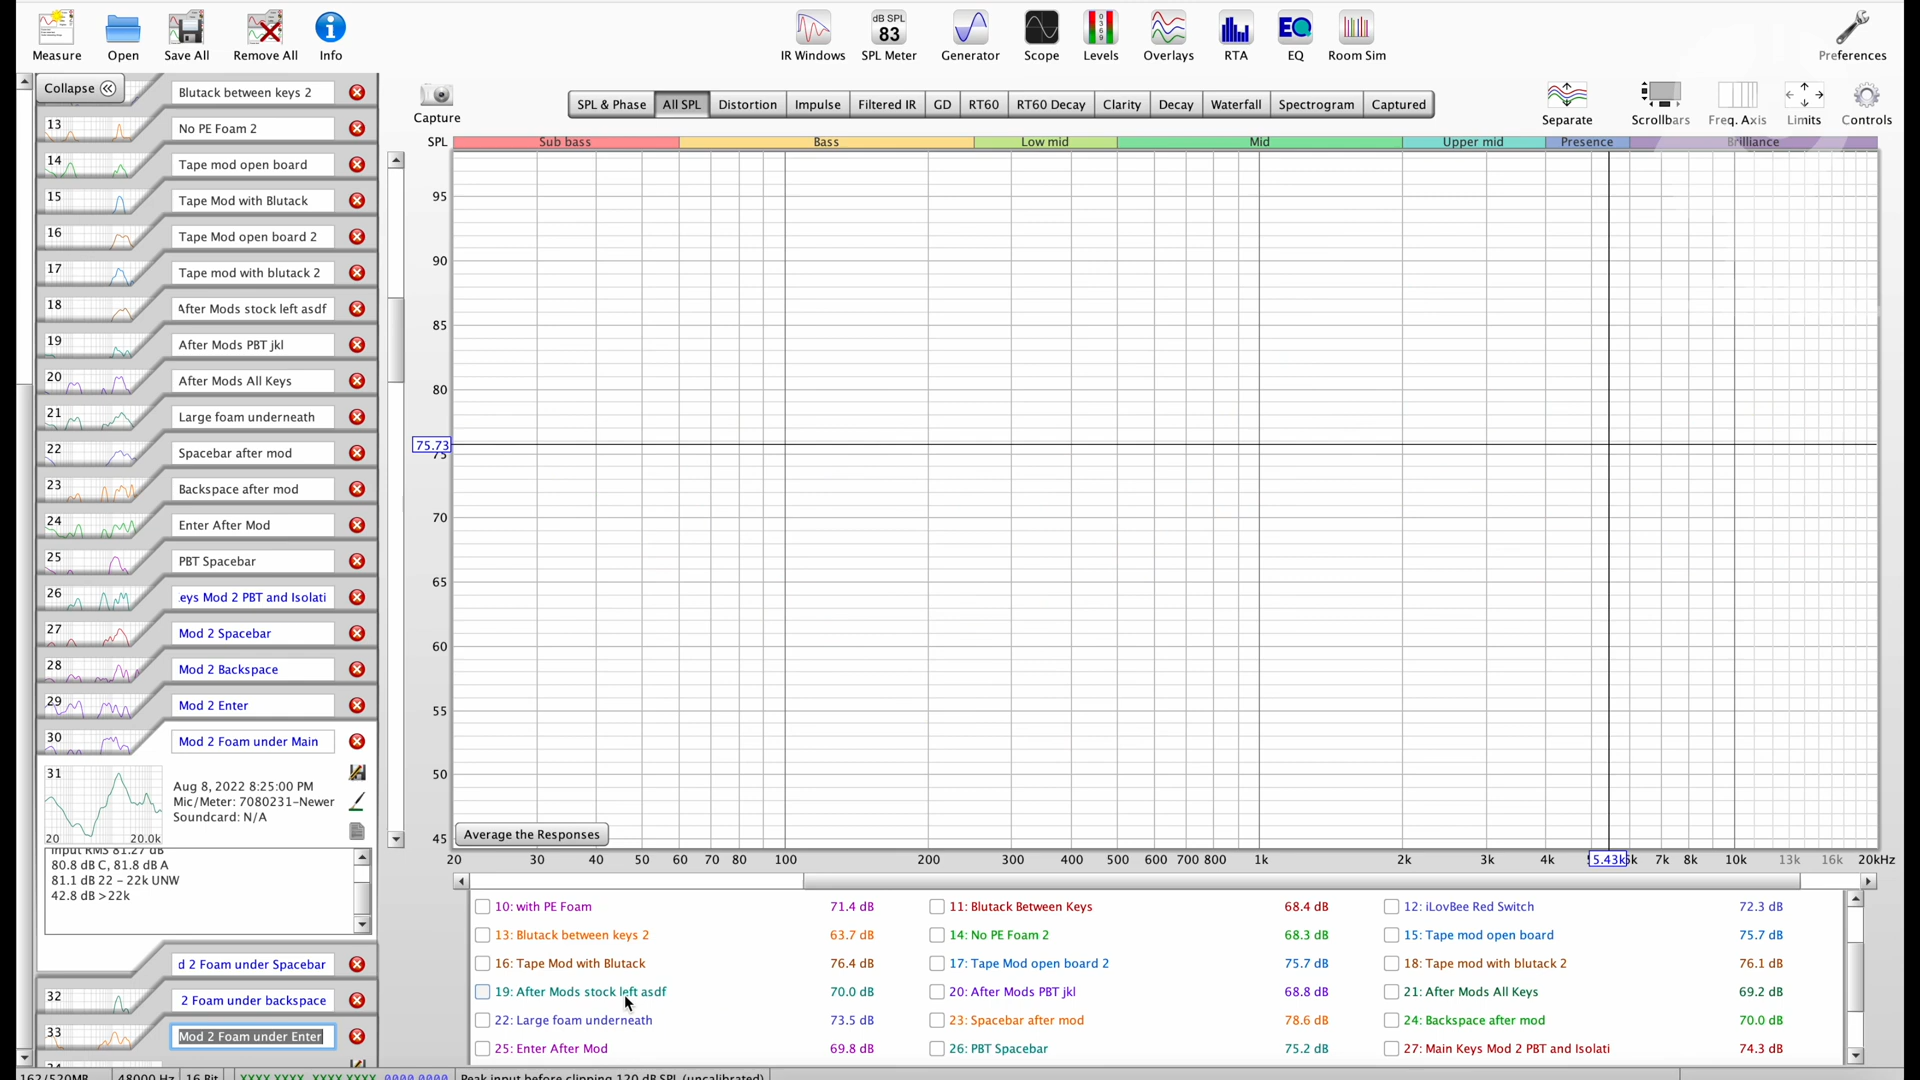 Measure
Open
Save All
Remove All
Info
IR Windows
dB SPL
83
SPL Meter
Generator
Scope
Levels
Overlays
RTA
EQ
EQ
Room Sim
Preferences
Collapse
Blutack between keys 2
13 No PE Foam 2
14 Tape mod open board
15 Tape Mod with Blutack
16 Tape Mod open board 2
17 Tape mod with blutack 2
18 After Mods stock left asdf
19 After Mods PBT jkl
20 After Mods All Keys
21 Large foam underneath
22 Spacebar after mod
23 Backspace after mod
24 Enter After Mod
25 PBT Spacebar
26 eys Mod 2 PBT and Isolati
27 Mod 2 Spacebar
28 Mod 2 Backspace
29 Mod 2 Enter
30 Mod 2 Foam under Main
31
20 20.0k
Aug 8, 2022 8:25:00 PM
Mic/Meter: 7080231-Newer
Soundcard: N/A
Input RMS 81.27 dB
80.8 dB C, 81.8 dB A
81.1 dB 22 - 22k UNW
42.8 dB >22k
d 2 Foam under Spacebar
32 2 Foam under backspace
33 Mod 2 Foam under Enter
Capture
SPL & Phase All SPL Distortion Impulse Filtered IR GD RT60 RT60 Decay Clarity Decay Waterfall Spectrogram Captured
Separate
Scrollbars
Freq. Axis
Limits
Controls
SPL Sub bass Bass Low mid Mid Upper mid Presence Brilliance
95
90
85
80
75.73
75
70
65
60
55
50
45
Average the Responses
20 30 40 50 60 70 80 100 200 300 400 500 600 700 800 1k 2k 3k 4k 5.43k 7k 8k 10k 13k 16k 20kHz
10: with PE Foam 71.4 dB 11: Blutack Between Keys 68.4 dB 12: iLovBee Red Switch 72.3 dB
13: Blutack between keys 2 63.7 dB 14: No PE Foam 2 68.3 dB 15: Tape mod open board 75.7 dB
16: Tape Mod with Blutack 76.4 dB 17: Tape Mod open board 2 75.7 dB 18: Tape mod with blutack 2 76.1 dB
19: After Mods stock left asdf 70.0 dB 20: After Mods PBT jkl 68.8 dB 21: After Mods All Keys 69.2 dB
22: Large foam underneath 73.5 dB 23: Spacebar after mod 78.6 dB 24: Backspace after mod 70.0 dB
25: Enter After Mod 69.8 dB 26: PBT Spacebar 75.2 dB 27: Main Keys Mod 2 PBT and Isolati 74.3 dB
162/520MB 48000 Hz 16 Bit XXXX XXXX XXXX XXXX 0000 0000 Peak input before clipping 120 dB SPL (uncalibrated)